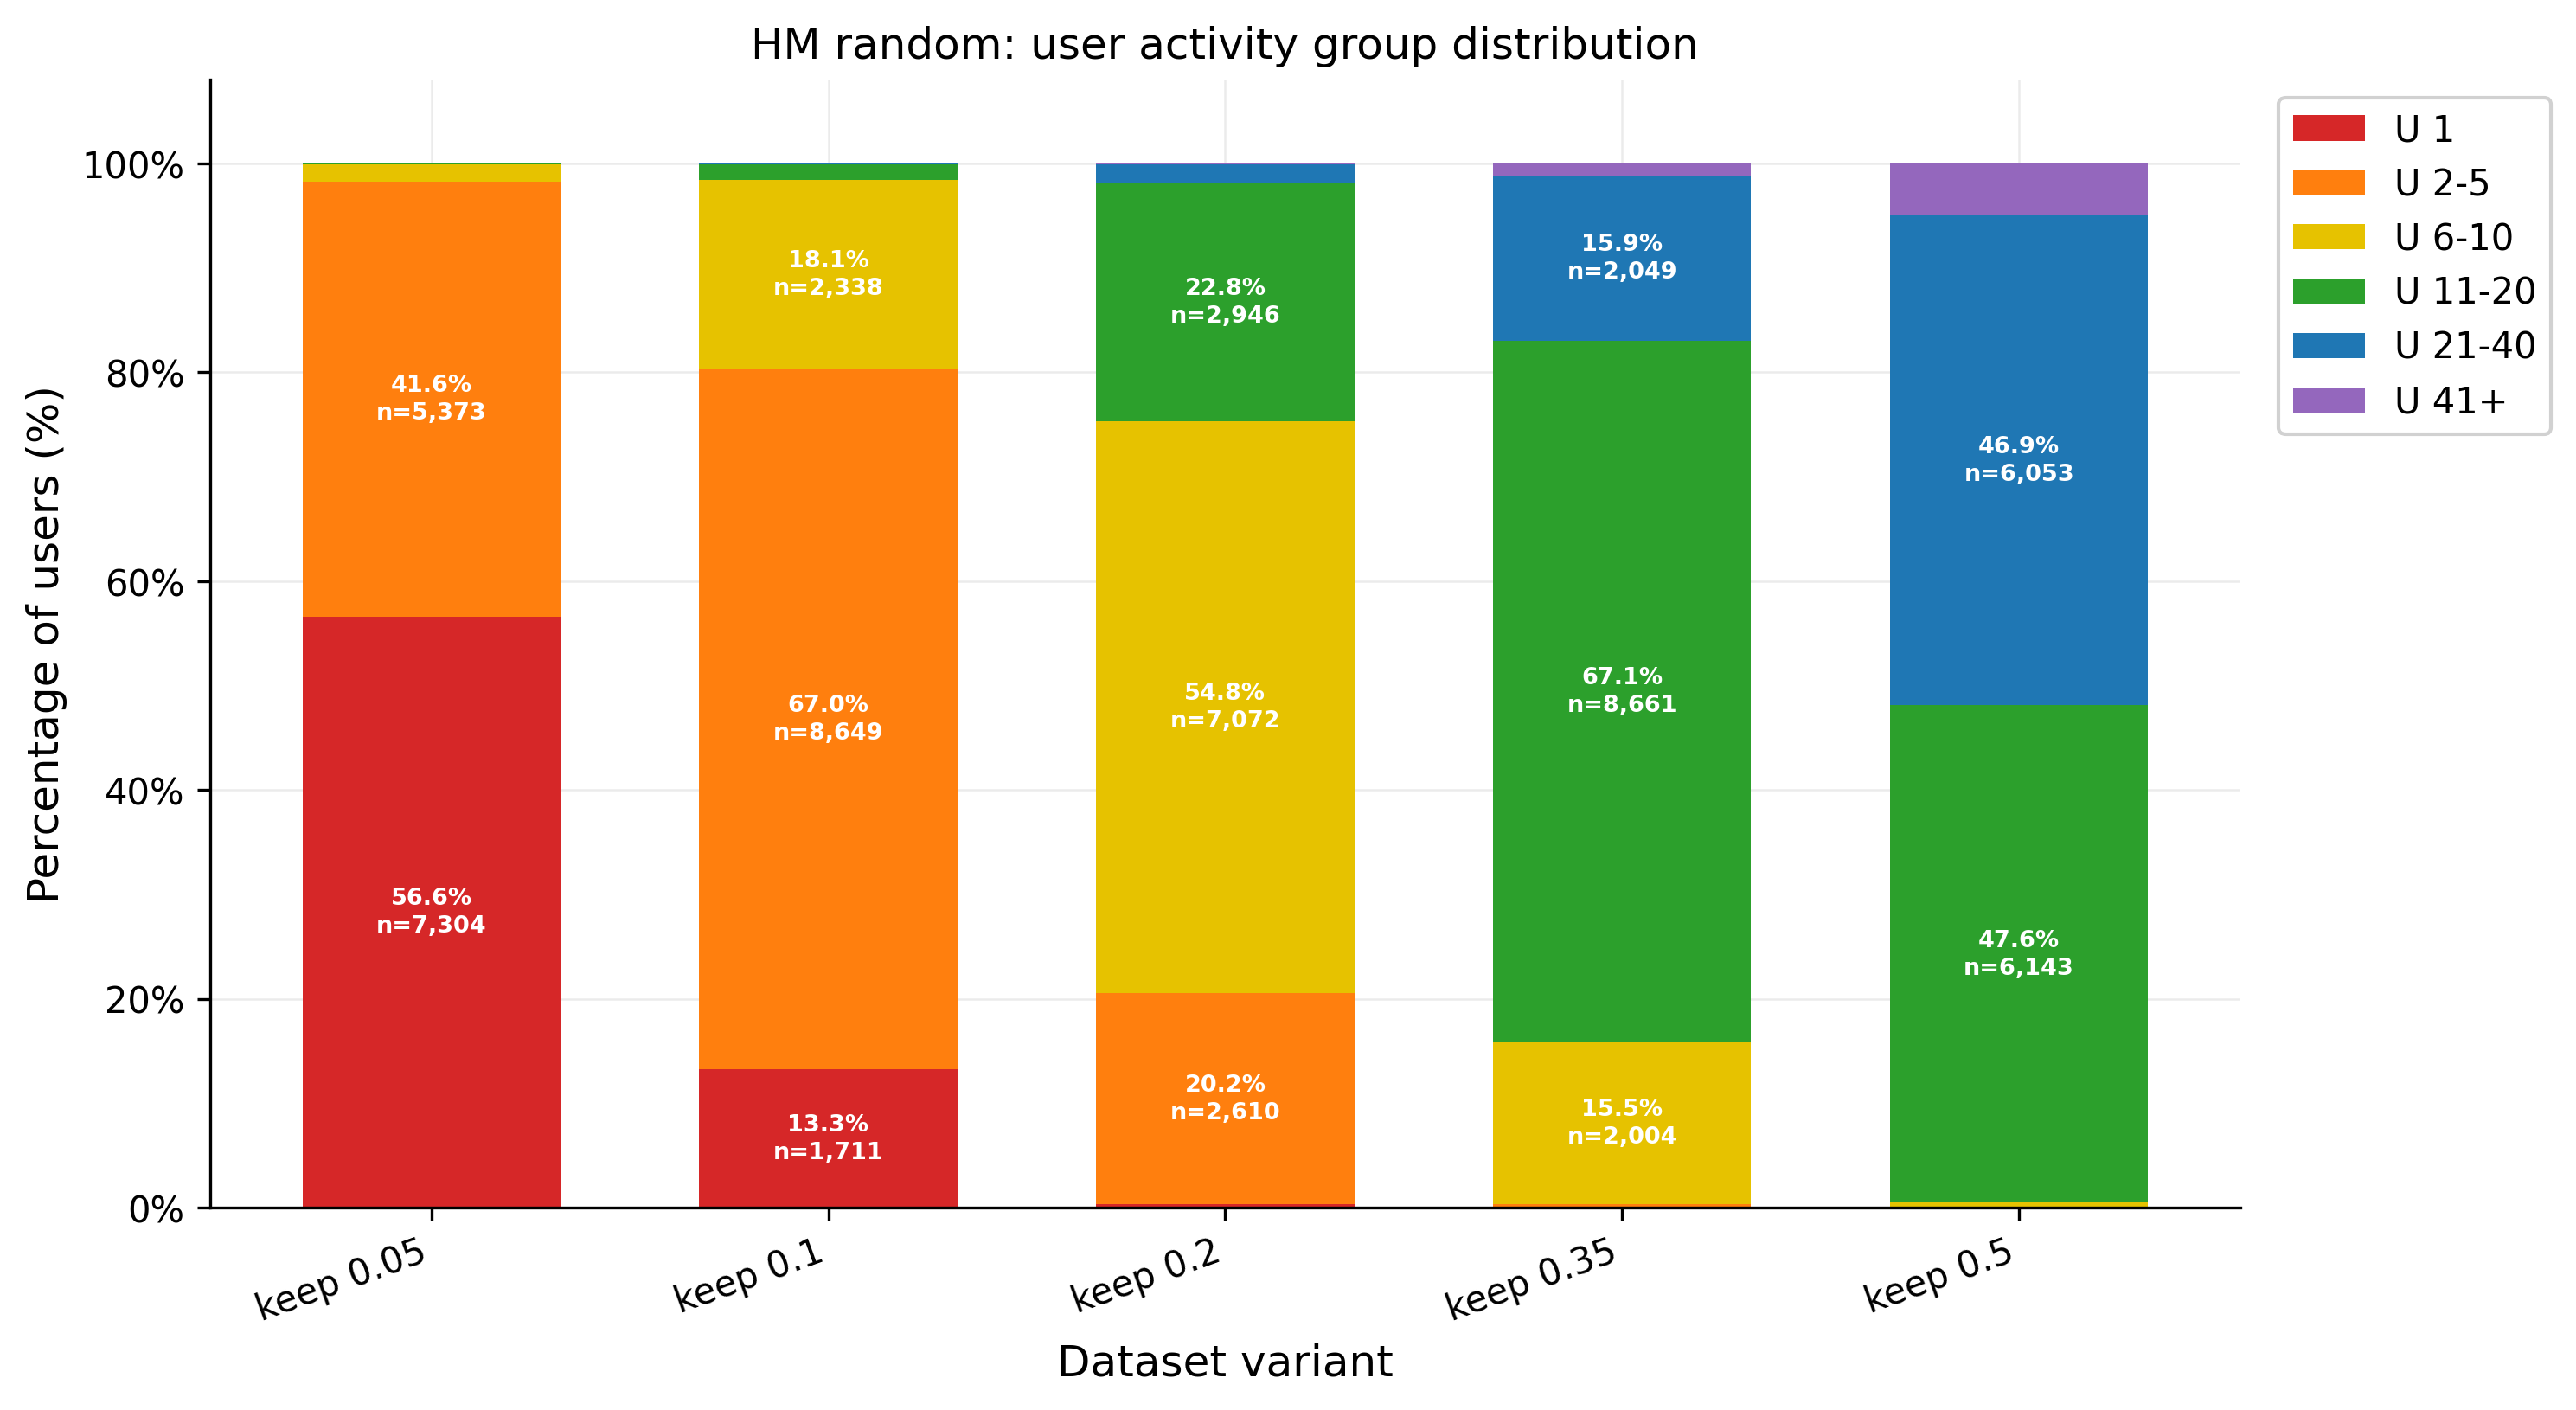 HM random: user activity group distribution
Percentage of users (%)
100%
80%
60%
40%
20%
0%
41.6%
n=5,373
56.6%
n=7,304
18.1%
n=2,338
67.0%
n=8,649
13.3%
n=1,711
22.8%
n=2,946
54.8%
n=7,072
20.2%
n=2,610
15.9%
n=2,049
67.1%
n=8,661
15.5%
n=2,004
46.9%
n=6,053
47.6%
n=6,143
keep 0.05
keep 0.1
keep 0.2
keep 0.35
keep 0.5
Dataset variant
U 1
U 2-5
U 6-10
U 11-20
U 21-40
U 41+